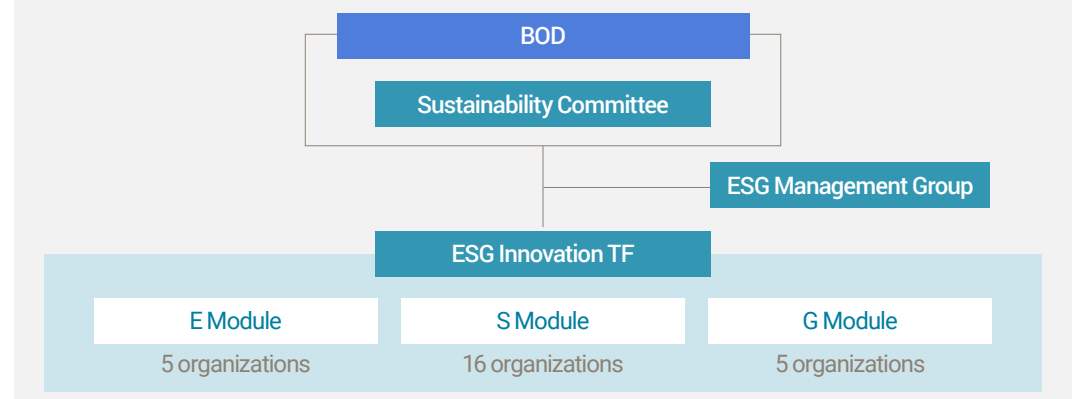 BOD
Sustainability Committee
ESG Management Group
ESG Innovation TF
E Module
S Module
G Module
5 organizations
16 organizations
5 organizations